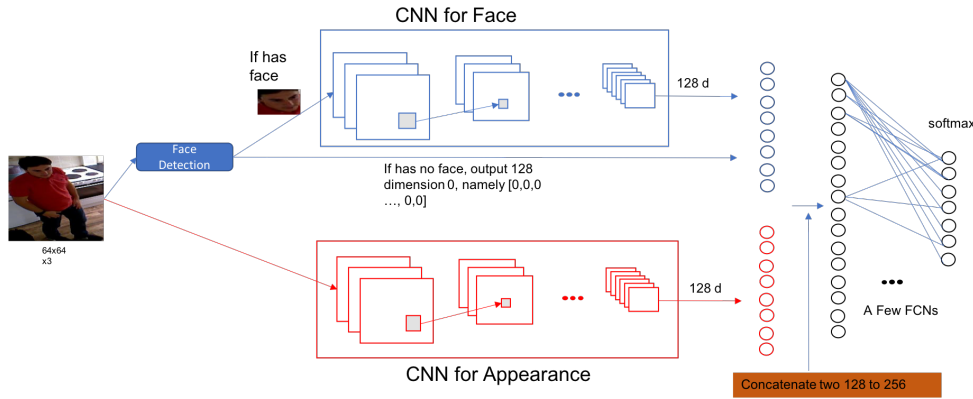 CNN for Face
If has
face
128 d
softmax
Face
Detection
If has no face, output 128
dimension 0, namely [0,0,0
…, 0,0]
64x64
x3
128 d
A Few FCNs
CNN for Appearance
Concatenate two 128 to 256